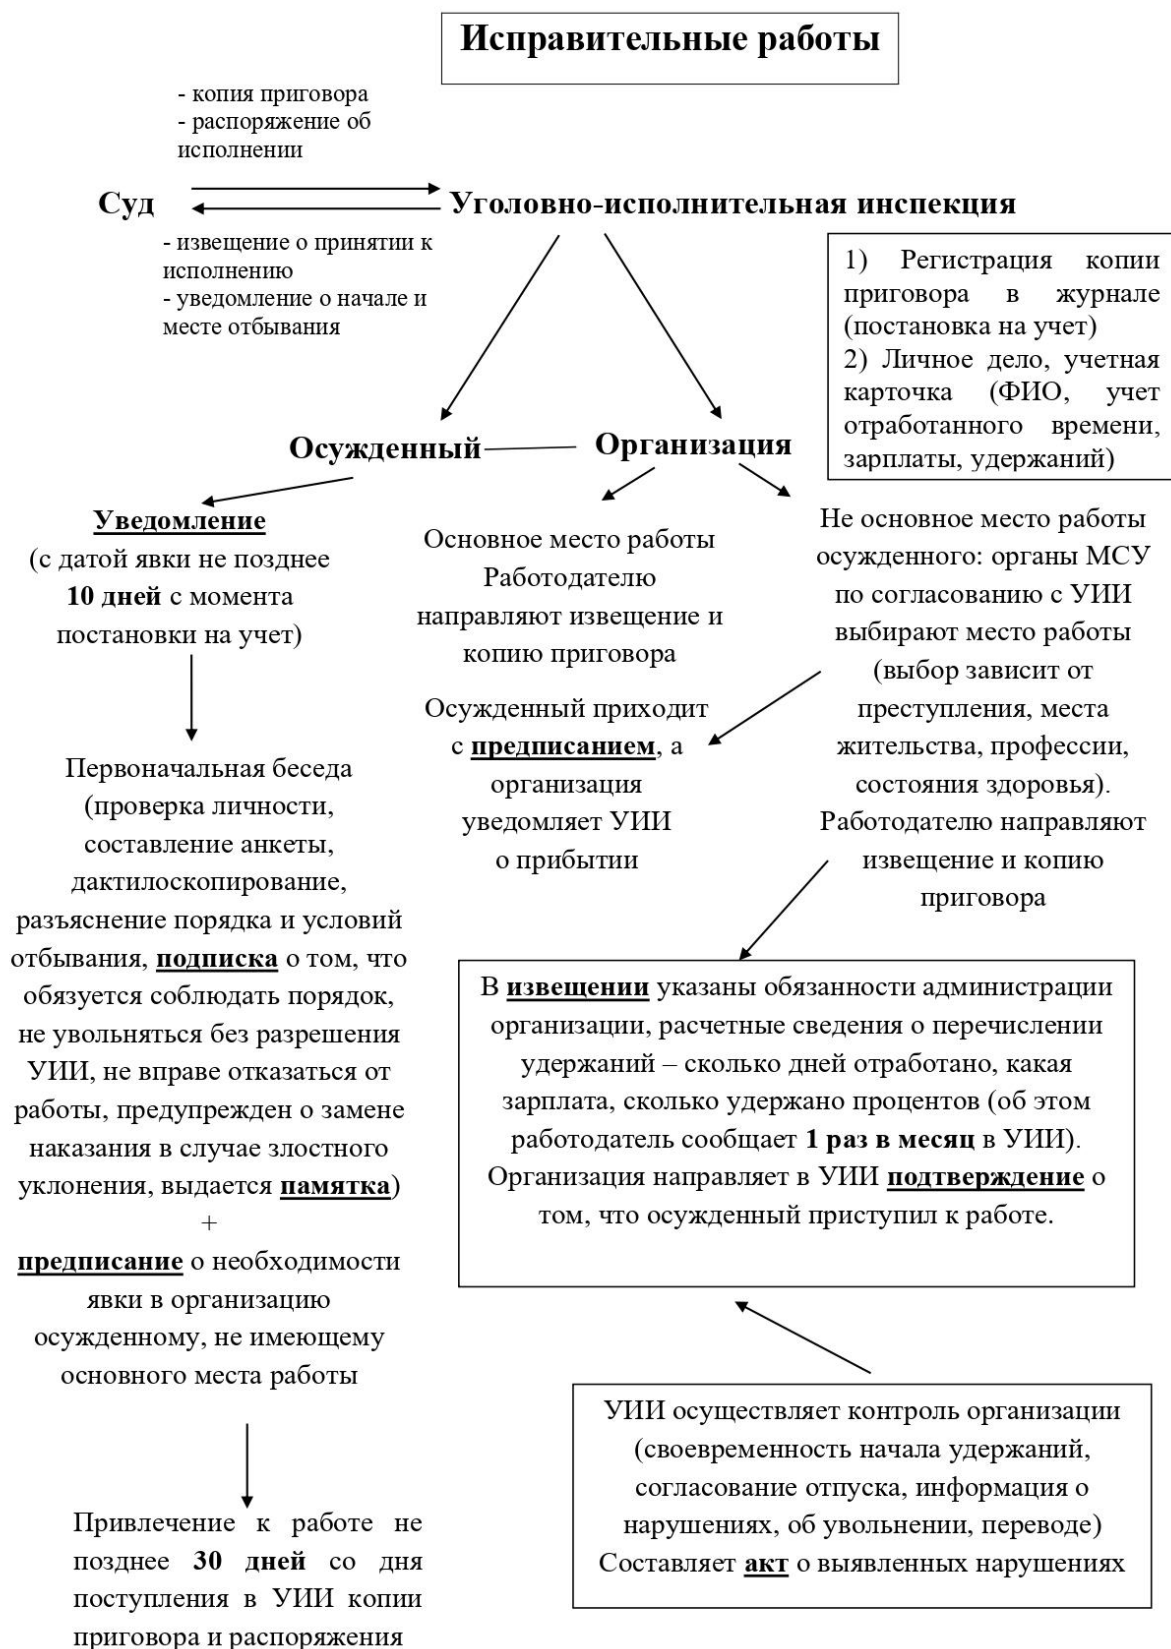 Исправительные работы
- копия приговора
- распоряжение об
исполнении
Суд
Уголовно-исполнительная инспекция
- извещение о принятии к
исполнению
- уведомление о начале и
месте отбывания
1) Регистрация копии
приговора в журнале
(постановка на учет)
2) Личное дело, учетная
карточка (ФИО, учет
отработанного времени,
зарплаты, удержаний)
Осужденный
Организация
Уведомление
(с датой явки не позднее
10 дней с момента
постановки на учет)
Первоначальная беседа
(проверка личности,
составление анкеты,
дактилоскопирование,
разъяснение порядка и условий
отбывания, подписка о том, что
обязуется соблюдать порядок,
не увольняться без разрешения
УИИ, не вправе отказаться от
работы, предупрежден о замене
наказания в случае злостного
уклонения, выдается памятка)
+
предписание о необходимости
явки в организацию
осужденному, не имеющему
основного места работы
Привлечение к работе не
позднее 30 дней со дня
поступления в УИИ копии
приговора и распоряжения
Основное место работы
Работодателю
направляют извещение и
копию приговора
Осужденный приходит
с предписанием, а
организация
уведомляет УИИ
о прибытии
Не основное место работы
осужденного: органы МСУ
по согласованию с УИИ
выбирают место работы
(выбор зависит от
преступления, места
жительства, профессии,
состояния здоровья).
Работодателю направляют
извещение и копию
приговора
В извещении указаны обязанности администрации
организации, расчетные сведения о перечислении
удержаний – сколько дней отработано, какая
зарплата, сколько удержано процентов (об этом
работодатель сообщает 1 раз в месяц в УИИ).
Организация направляет в УИИ подтверждение о
том, что осужденный приступил к работе.
УИИ осуществляет контроль организации
(своевременность начала удержаний,
согласование отпуска, информация о
нарушениях, об увольнении, переводе)
Составляет акт о выявленных нарушениях